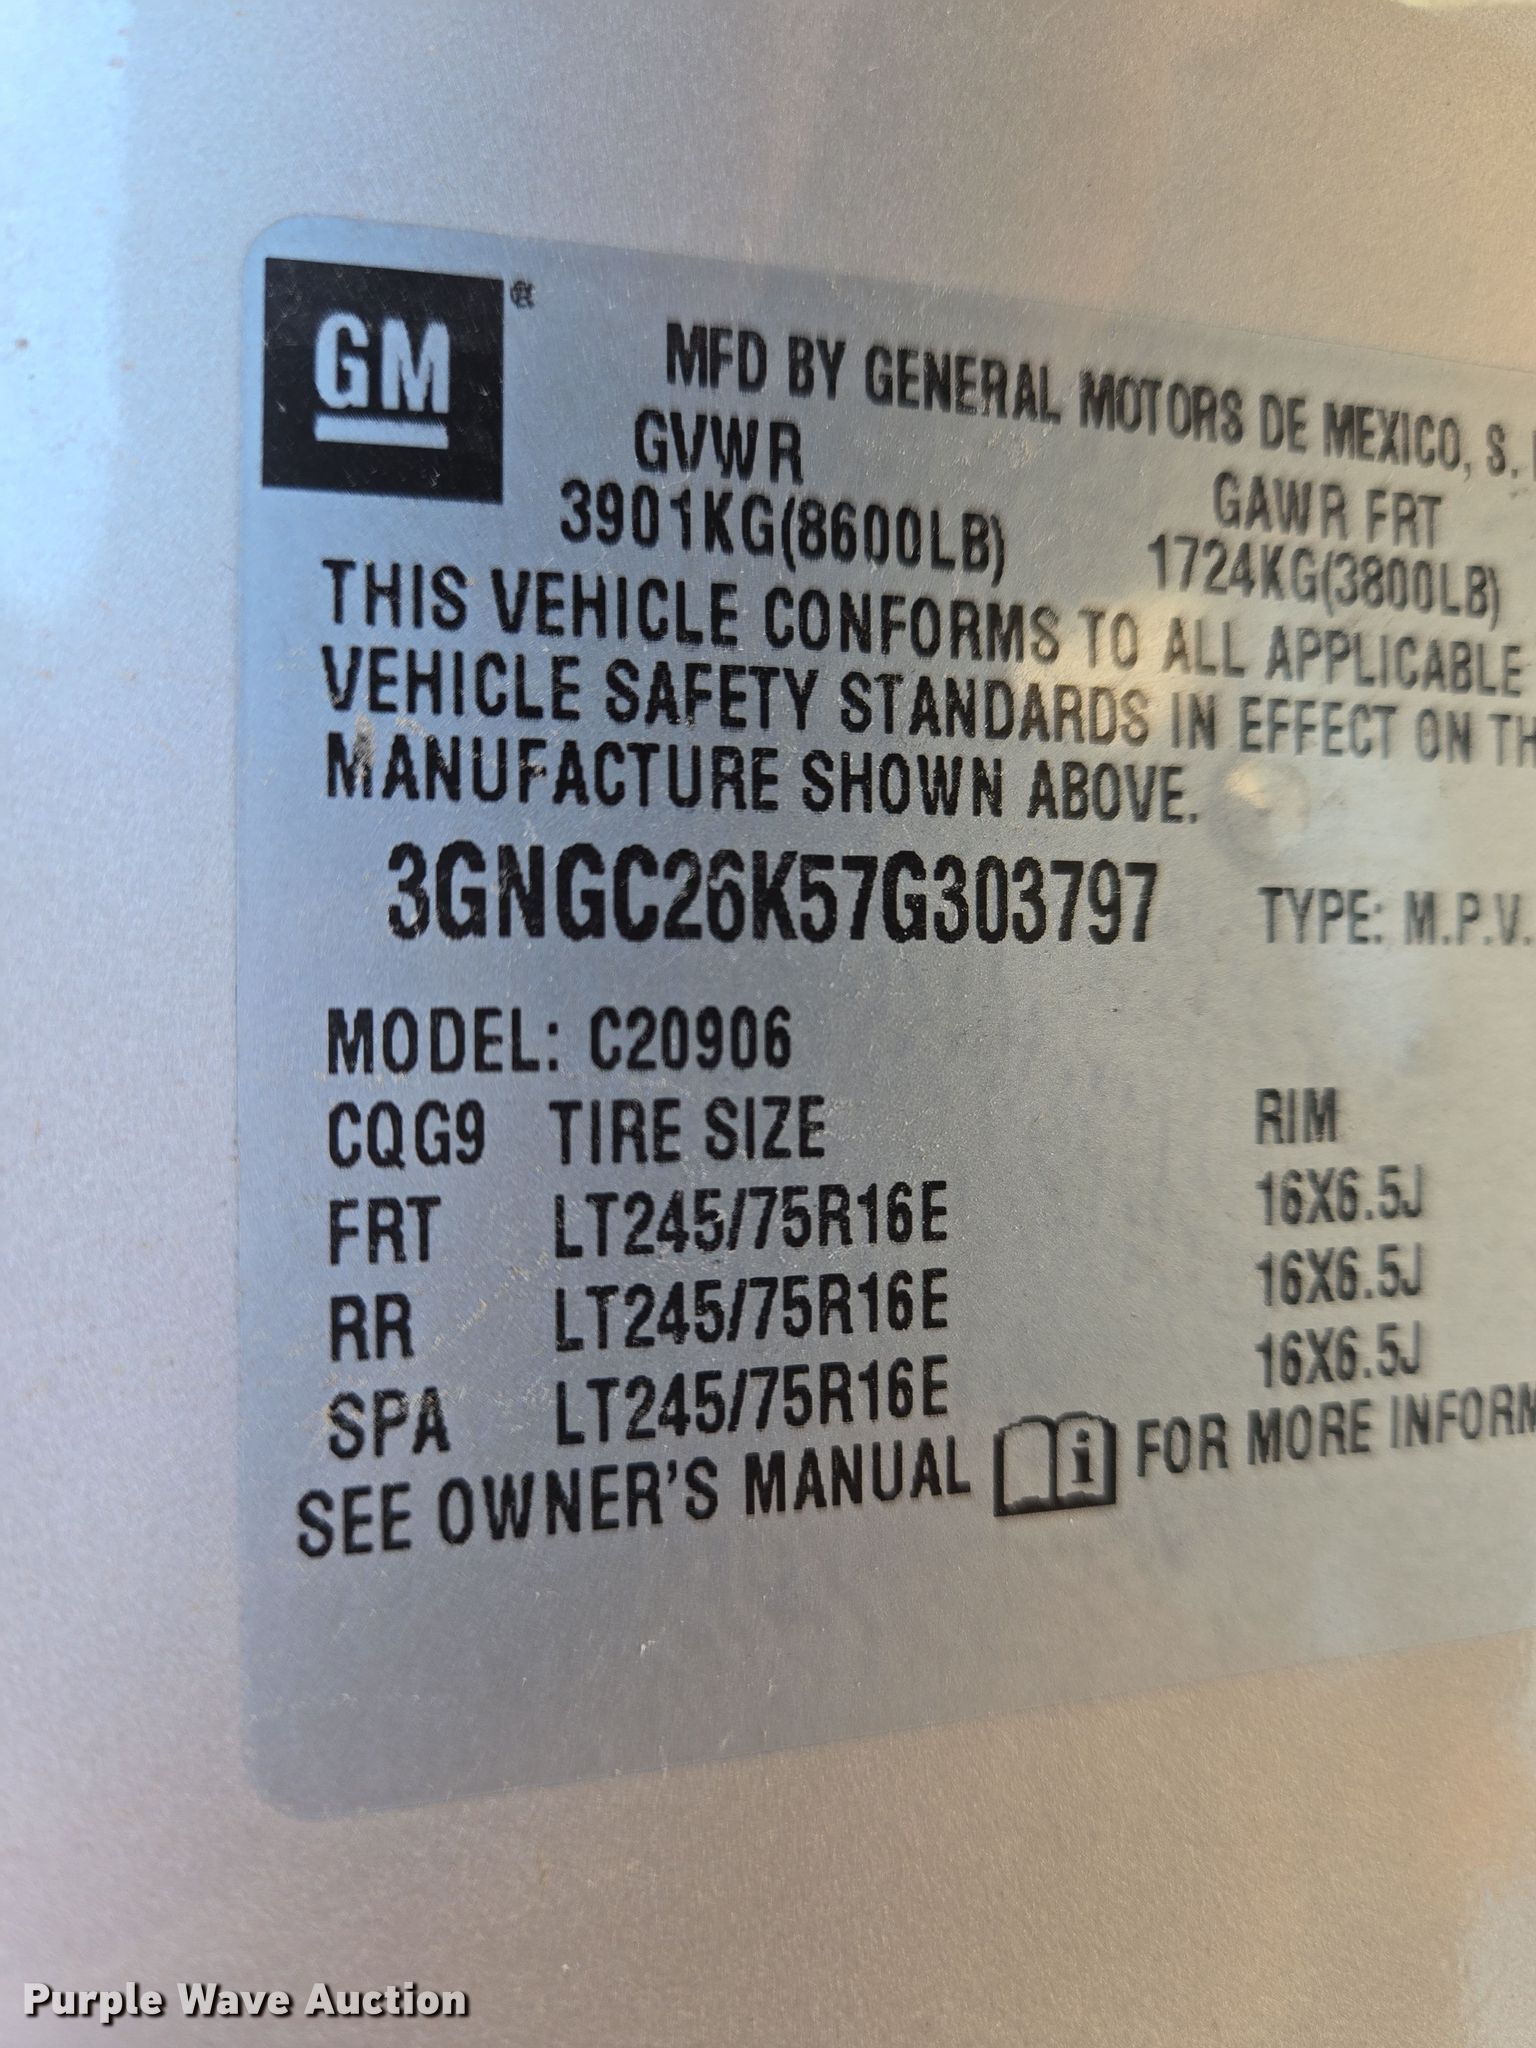 GM®
MFD BY GENERAL MOTORS DE MEXICO, S.
GVWR GAWR FRT
3901KG(8600LB) 1724KG(3800LB)
THIS VEHICLE CONFORMS TO ALL APPLICABLE
VEHICLE SAFETY STANDARDS IN EFFECT ON TH
MANUFACTURE SHOWN ABOVE.
3GNGC26K57G303797 TYPE: M.P.V.
MODEL: C20906
CQG9 TIRE SIZE RIM
FRT LT245/75R16E 16X6.5J
RR LT245/75R16E 16X6.5J
SPA LT245/75R16E 16X6.5J
SEE OWNER'S MANUAL i FOR MORE INFORM
Purple Wave Auction